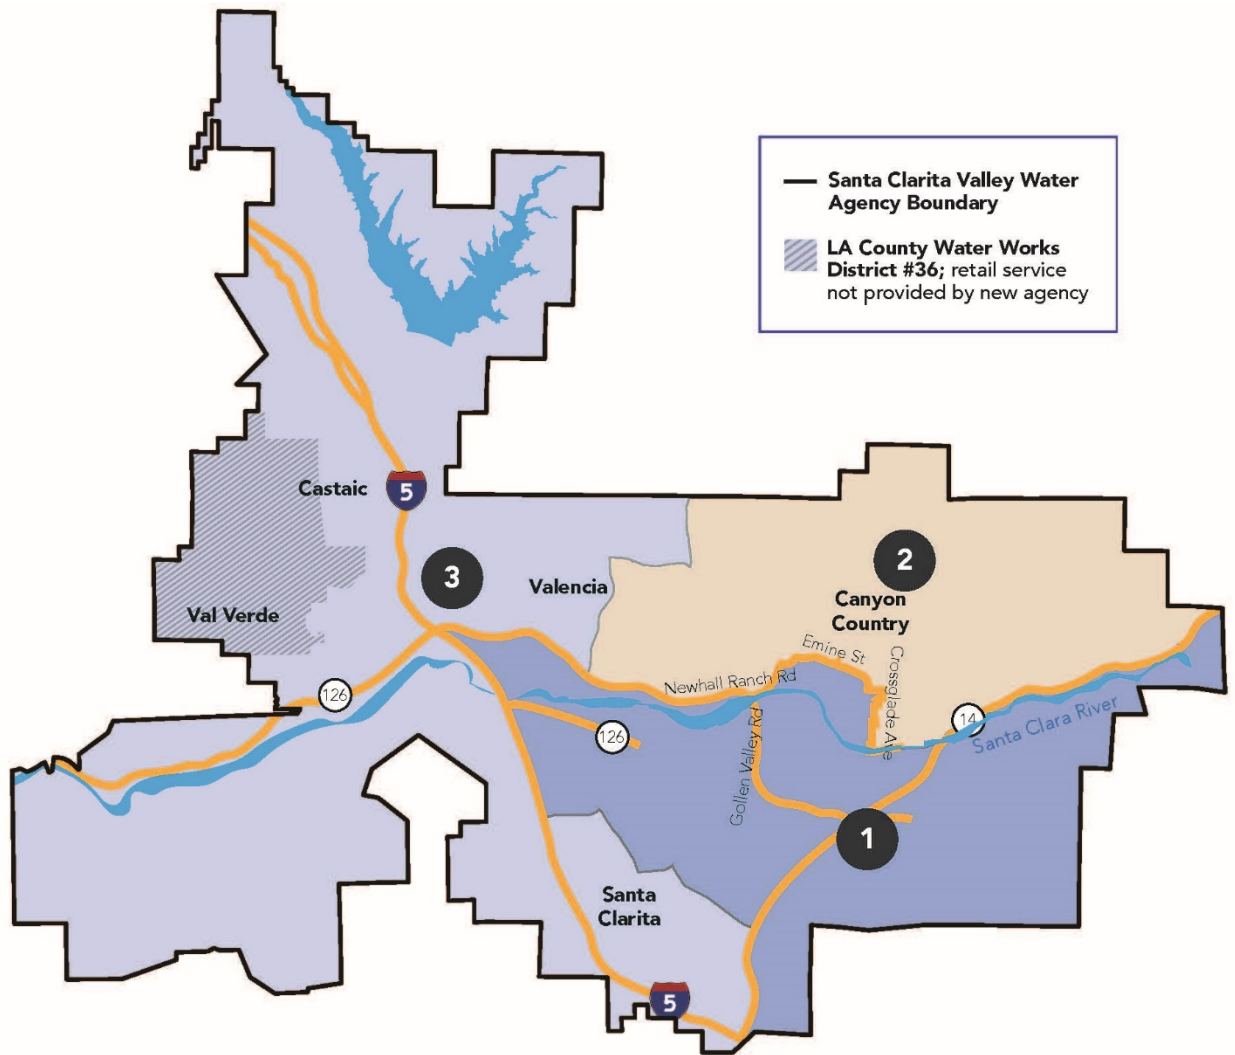 Santa Clarita Valley Water
Agency Boundary
LA County Water Works
District #36; retail service
not provided by new agency
Castaic
5
3
Valencia
2
Canyon
Country
Val Verde
Emine St
Crossglade Ave
Newhall Ranch Rd
126
126
Gollen Valley Rd
14
Santa Clara River
1
Santa
Clarita
5